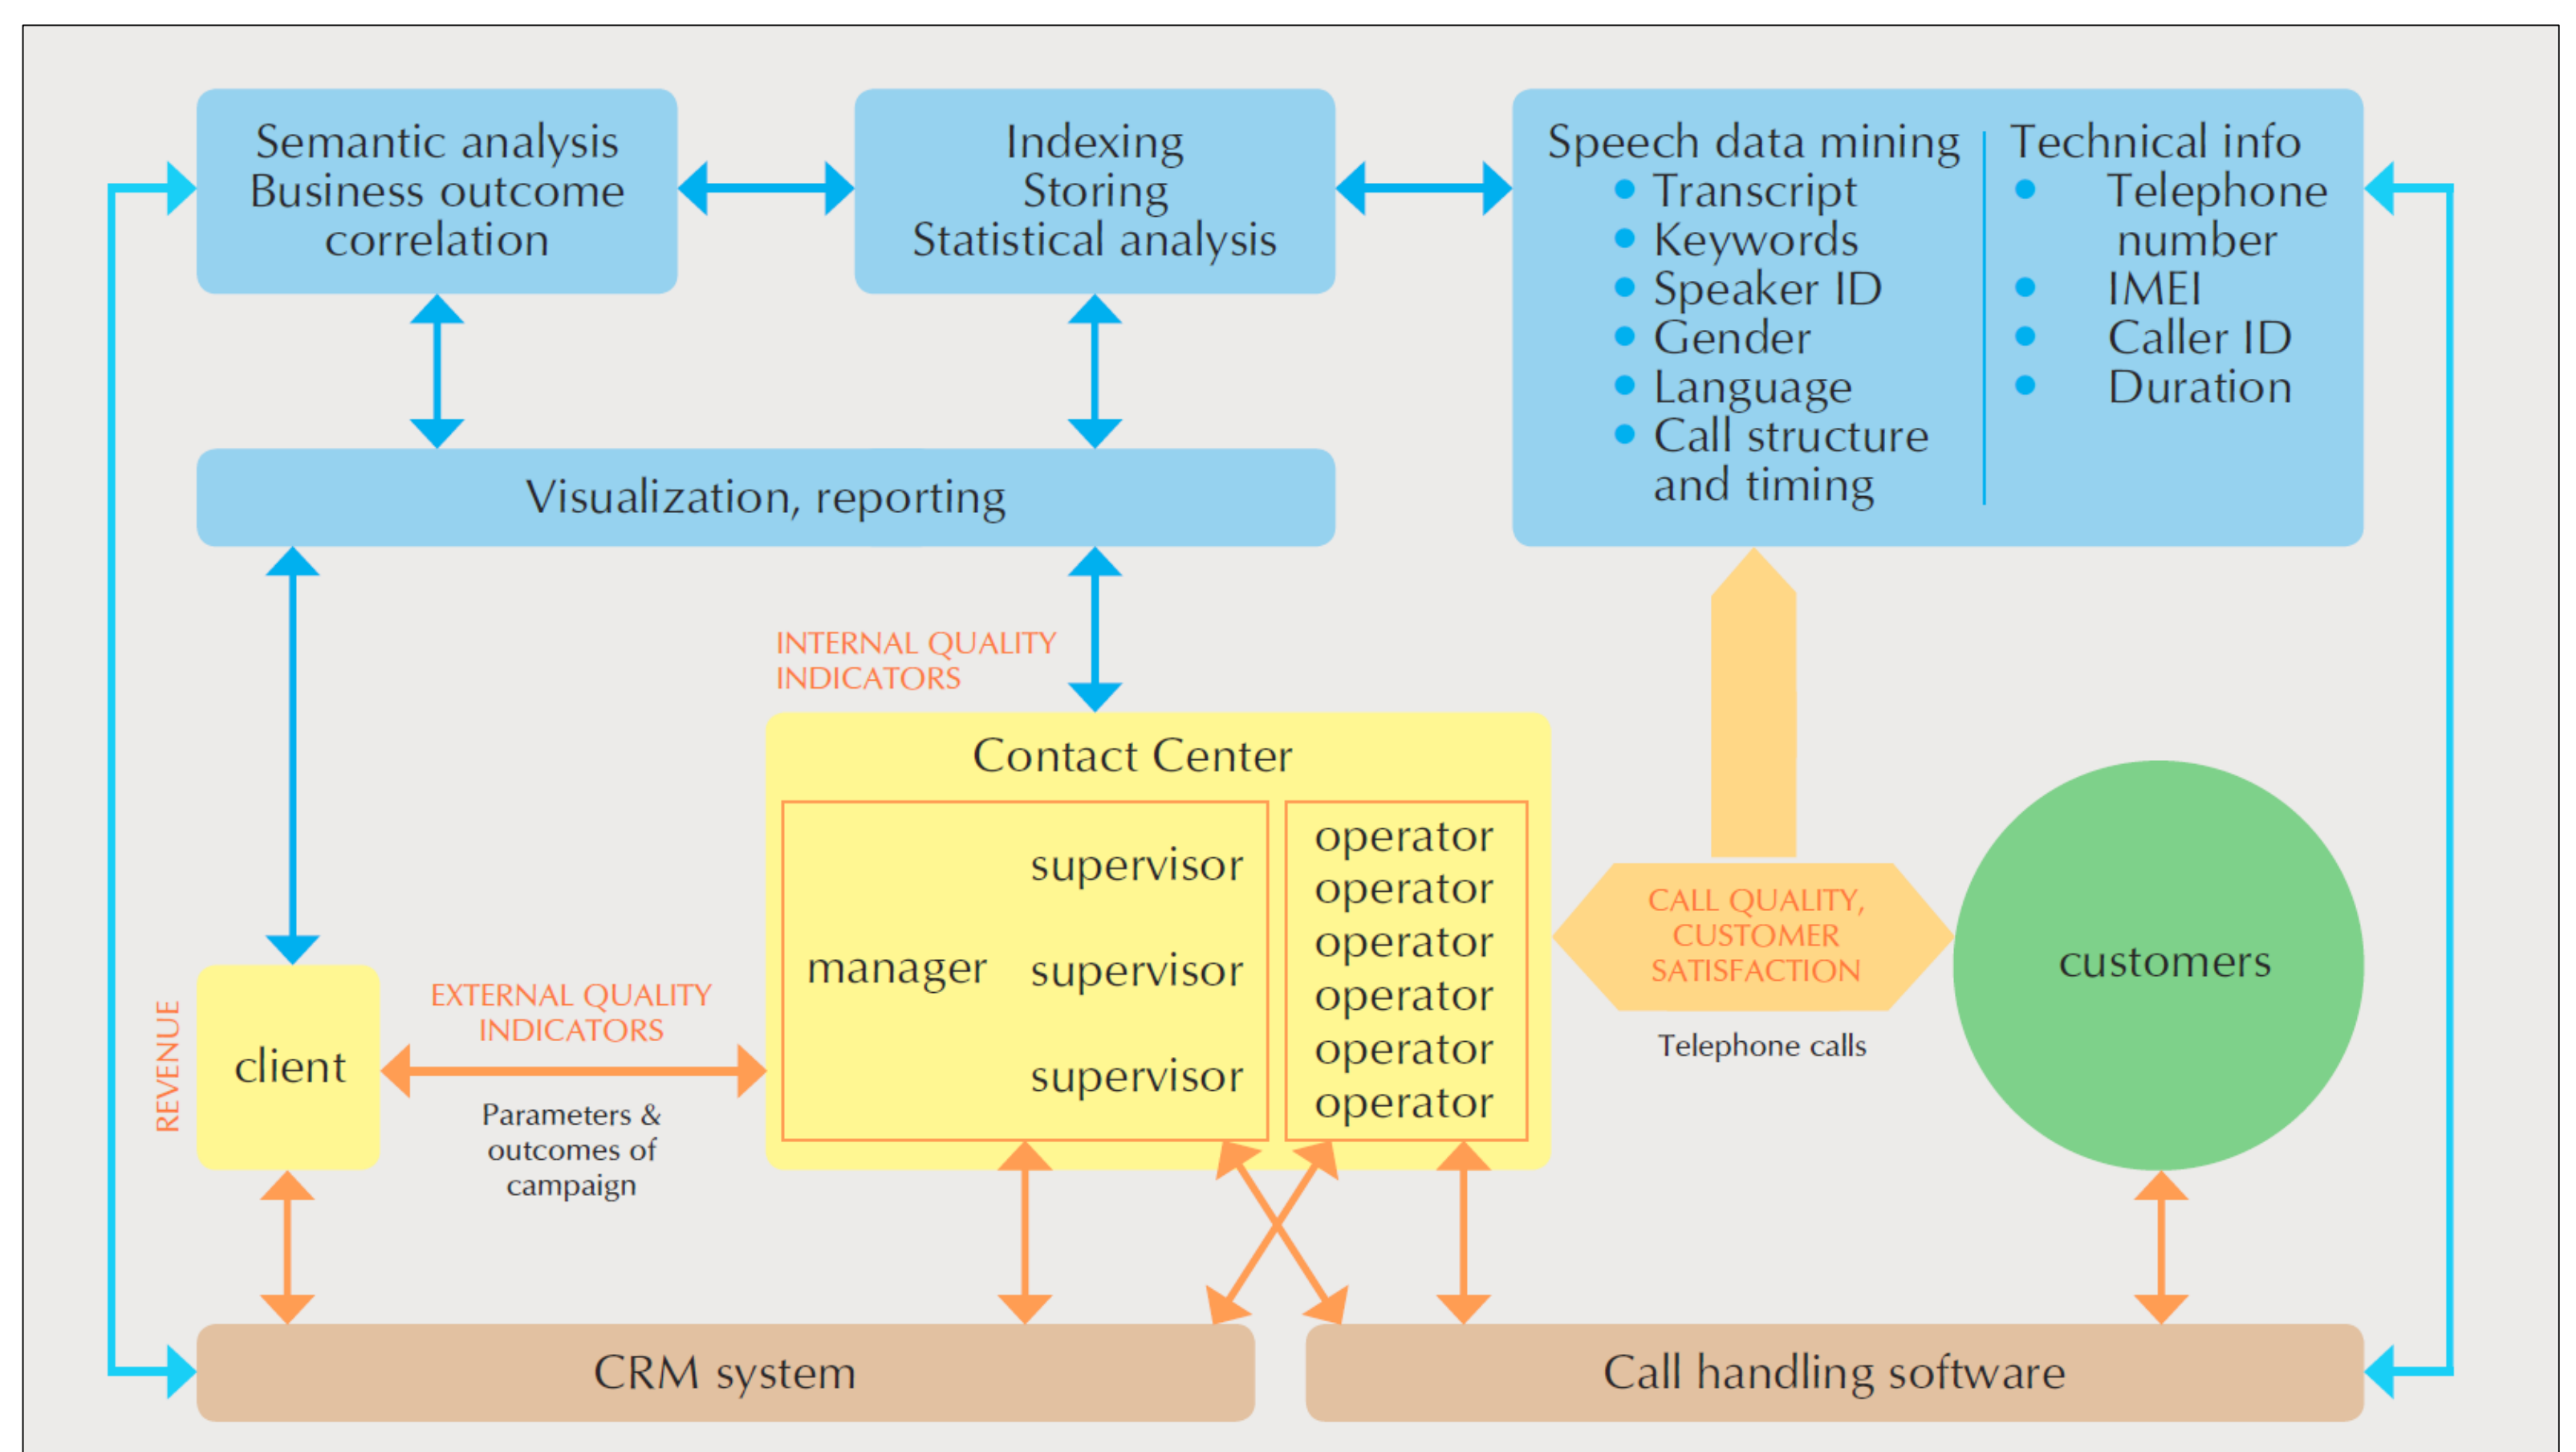 Semantic analysis
Business outcome
correlation
Indexing
Storing
Statistical analysis
Speech data mining
• Transcript
• Keywords
• Speaker ID
• Gender
• Language
• Call structure
and timing
Technical info
• Telephone
number
• IMEI
• Caller ID
• Duration
Visualization, reporting
INTERNAL QUALITY
INDICATORS
Contact Center
manager
supervisor
supervisor
supervisor
operator
operator
operator
operator
operator
operator
CALL QUALITY,
CUSTOMER
SATISFACTION
Telephone calls
customers
REVENUE
client
EXTERNAL QUALITY
INDICATORS
Parameters &
outcomes of
campaign
CRM system
Call handling software